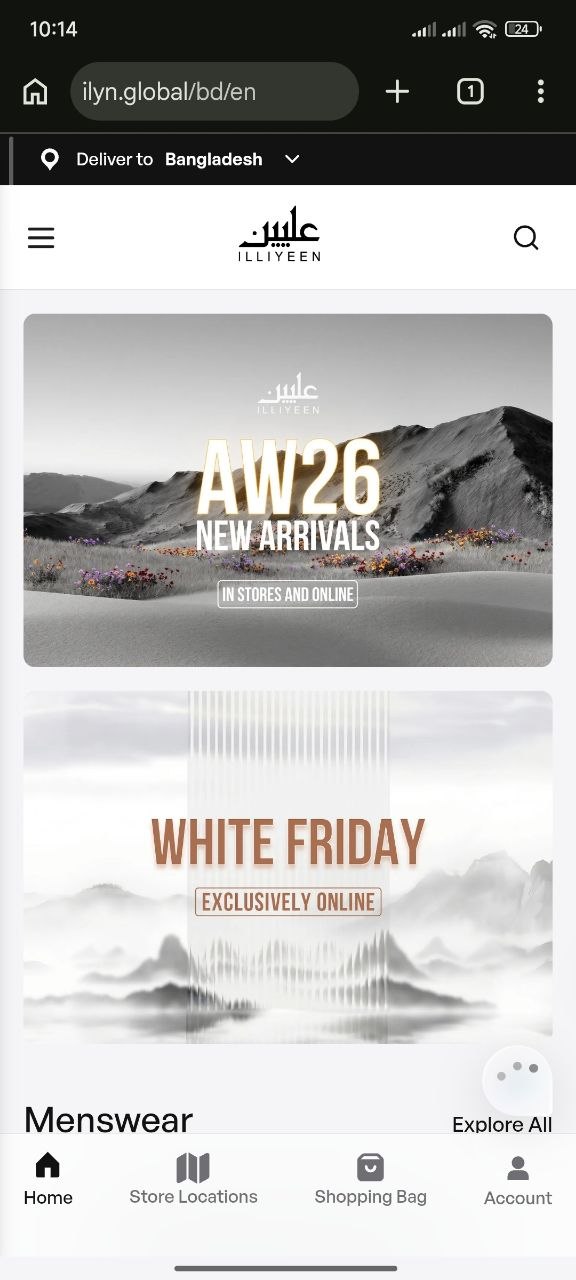 10:14
24
ilyn.global/bd/en
1
Deliver to Bangladesh
عليين
ILLIYEEN
عليين
ILLIYEEN
AW26
NEW ARRIVALS
IN STORES AND ONLINE
WHITE FRIDAY
EXCLUSIVELY ONLINE
Menswear
Explore All
Home
Store Locations
Shopping Bag
Account